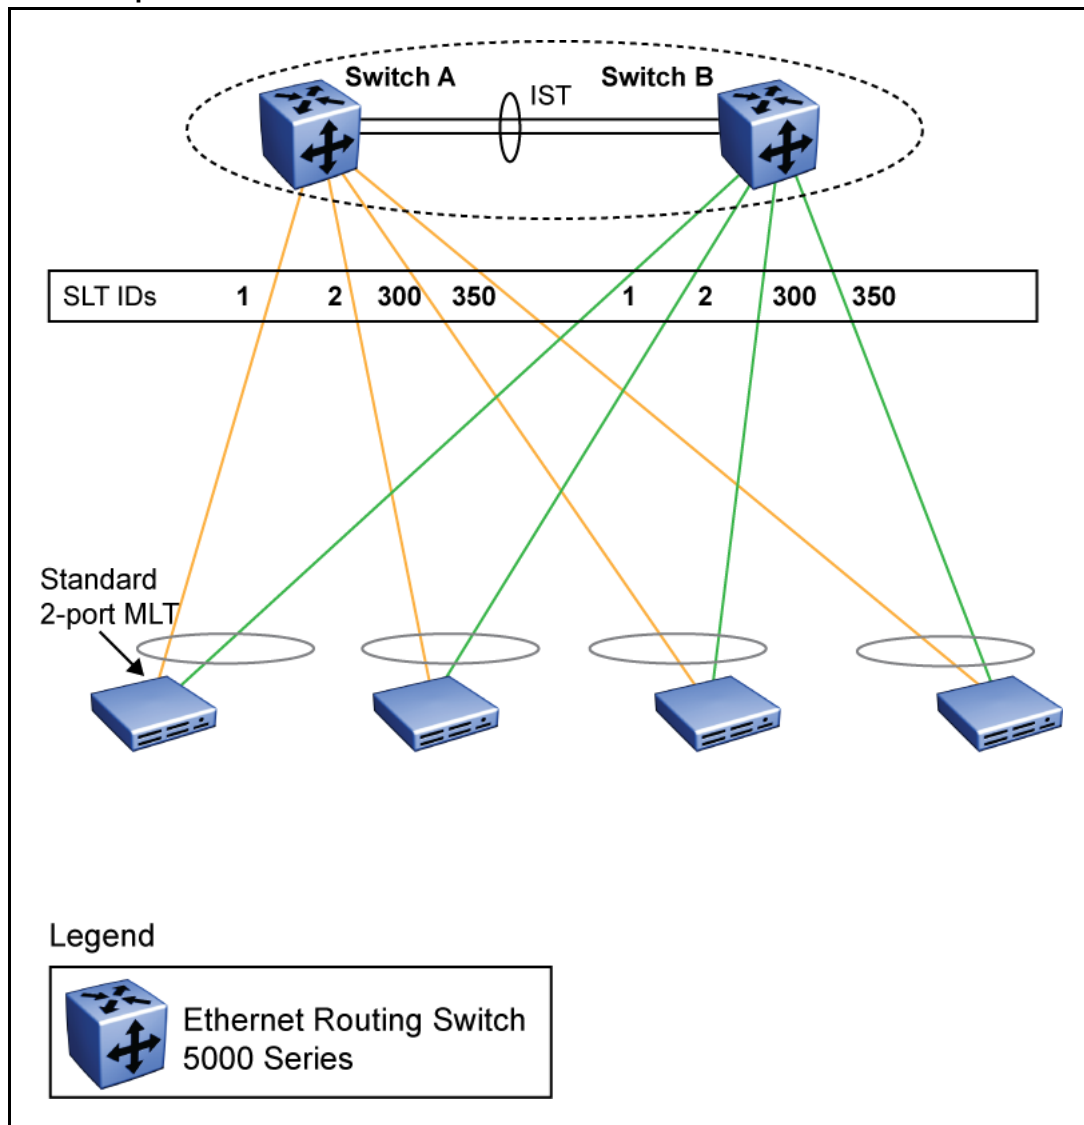 Switch A
Switch B
IST
SLT IDs 1 2 300 350 1 2 300 350
Standard
2-port MLT
Legend
Ethernet Routing Switch
5000 Series